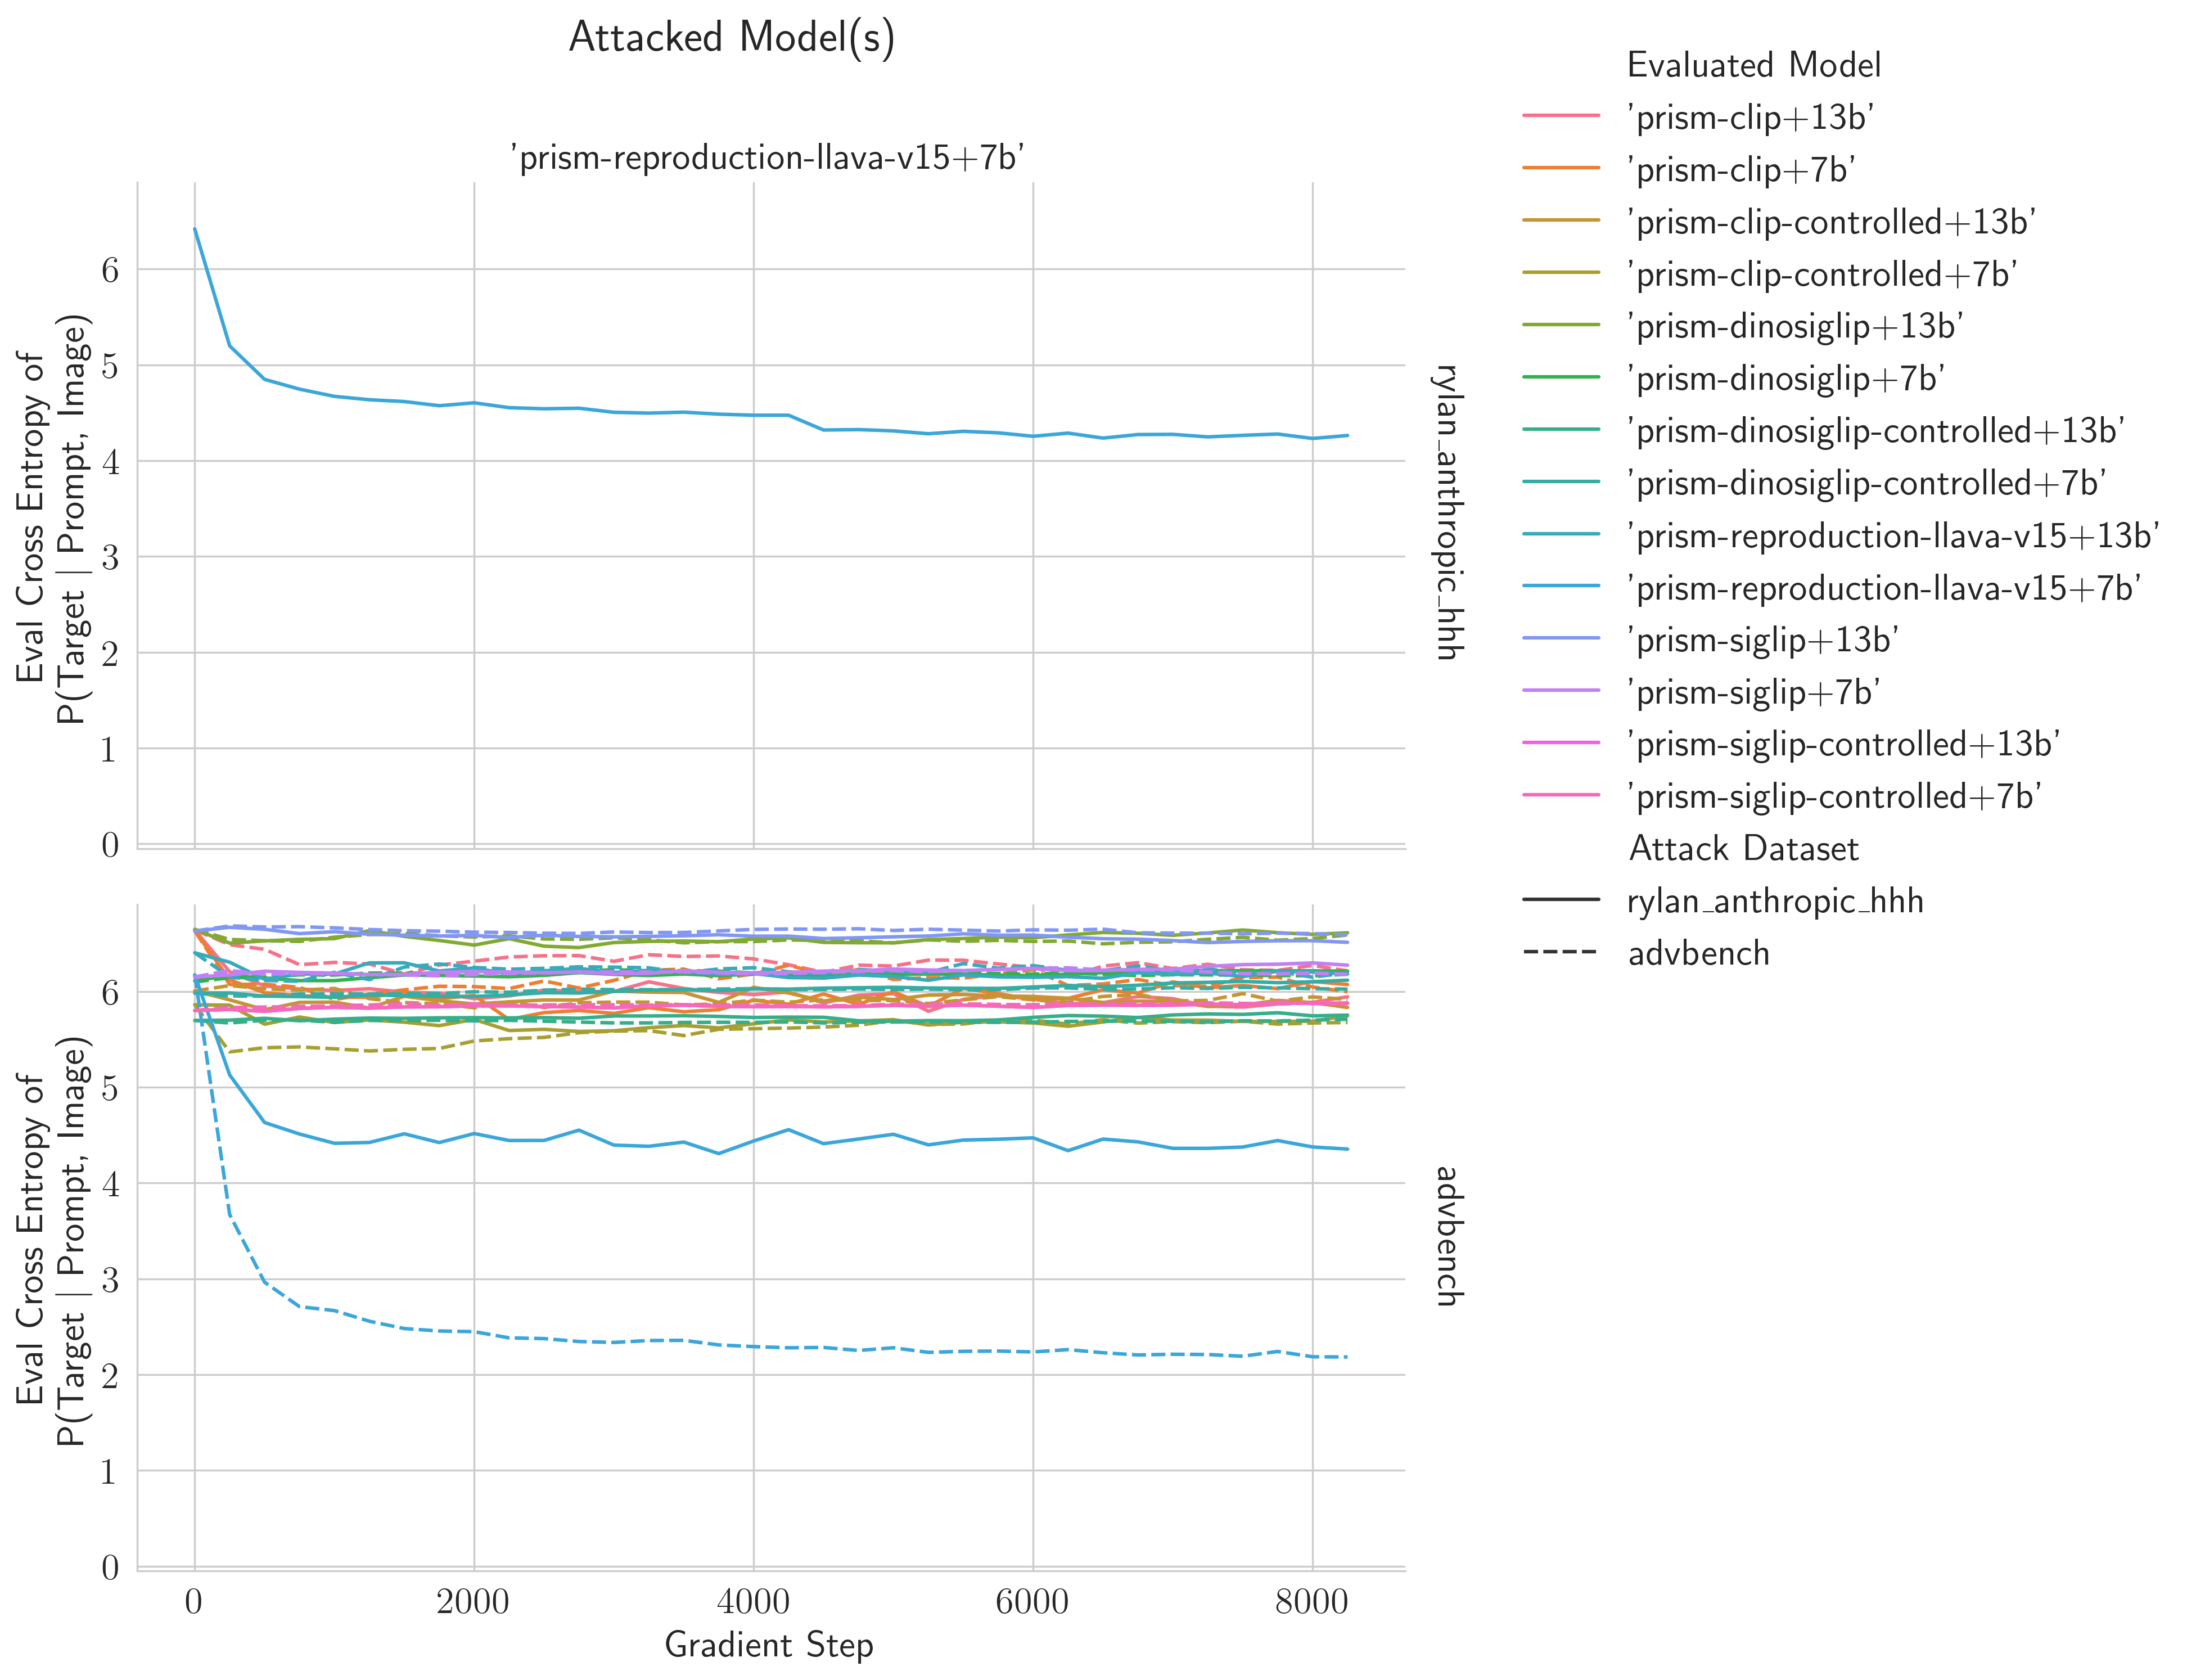 Attacked Model(s)
'prism-reproduction-llava-v15+7b'
Eval Cross Entropy of
P(Target | Prompt, Image)
6
5
4
3
2
1
0
rylan_anthropic_hhh
Eval Cross Entropy of
P(Target | Prompt, Image)
6
5
4
3
2
1
0
advbench
0
2000
4000
6000
8000
Gradient Step
Evaluated Model
'prism-clip+13b'
'prism-clip+7b'
'prism-clip-controlled+13b'
'prism-clip-controlled+7b'
'prism-dinosiglip+13b'
'prism-dinosiglip+7b'
'prism-dinosiglip-controlled+13b'
'prism-dinosiglip-controlled+7b'
'prism-reproduction-llava-v15+13b'
'prism-reproduction-llava-v15+7b'
'prism-siglip+13b'
'prism-siglip+7b'
'prism-siglip-controlled+13b'
'prism-siglip-controlled+7b'
Attack Dataset
rylan_anthropic_hhh
advbench